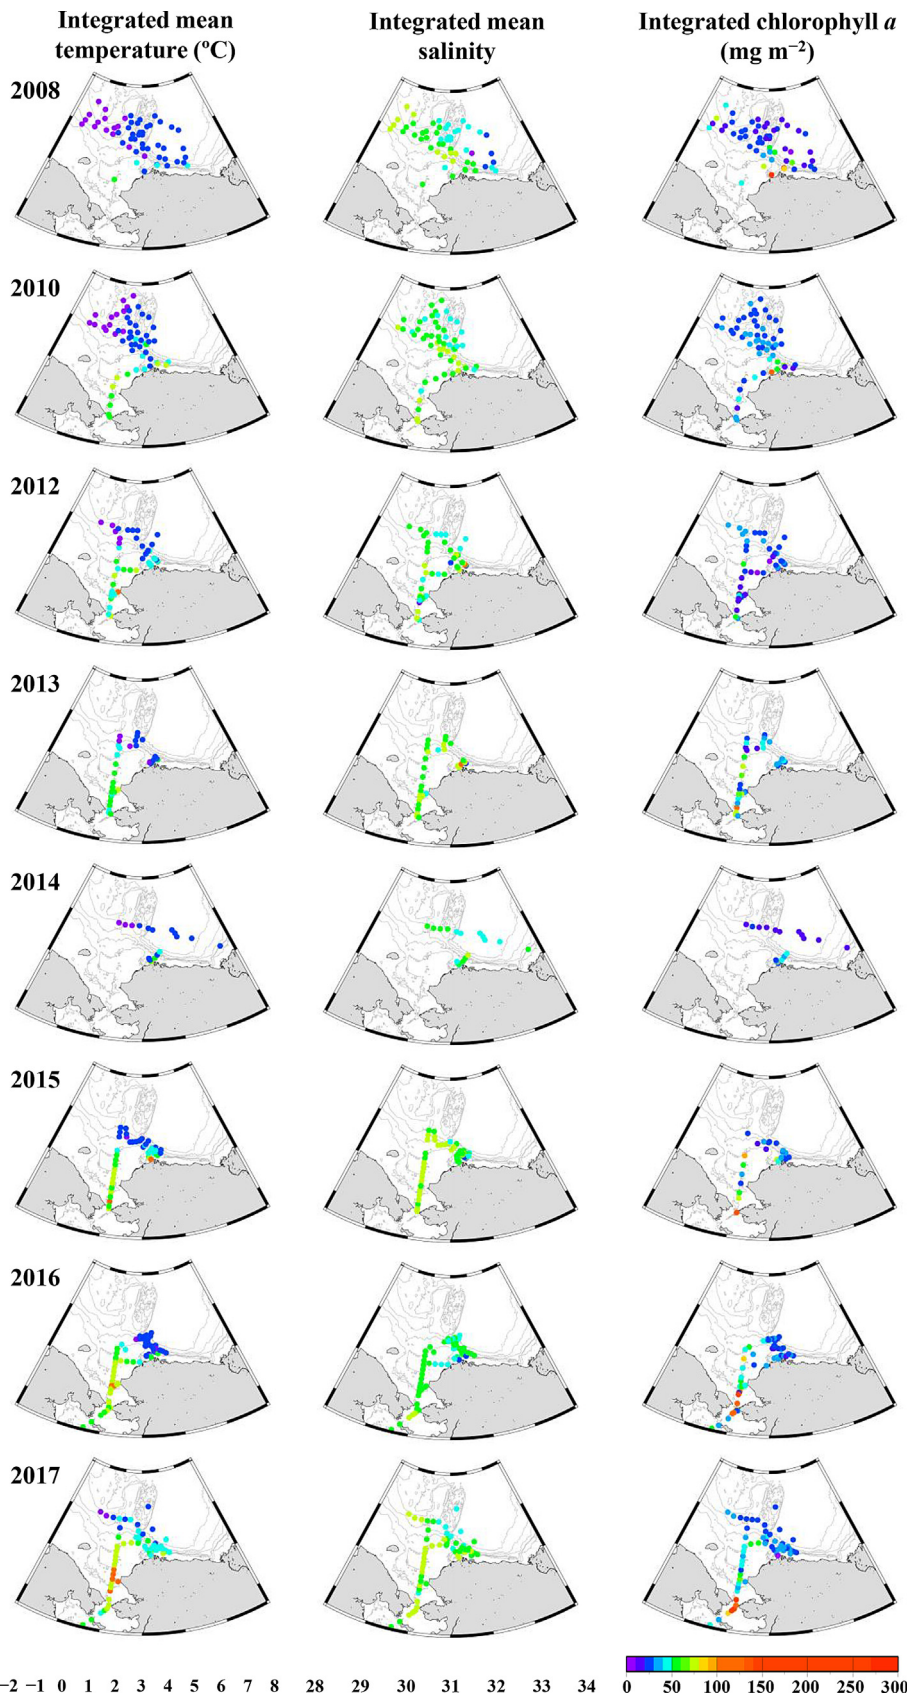 Integrated mean
temperature (ºC)
Integrated mean
salinity
Integrated chlorophyll a
(mg m−2)
2008
2010
2012
2013
2014
2015
2016
2017
−2 −1 0 1 2 3 4 5 6 7 8
28 29 30 31 32 33 34
0 50 100 150 200 250 300